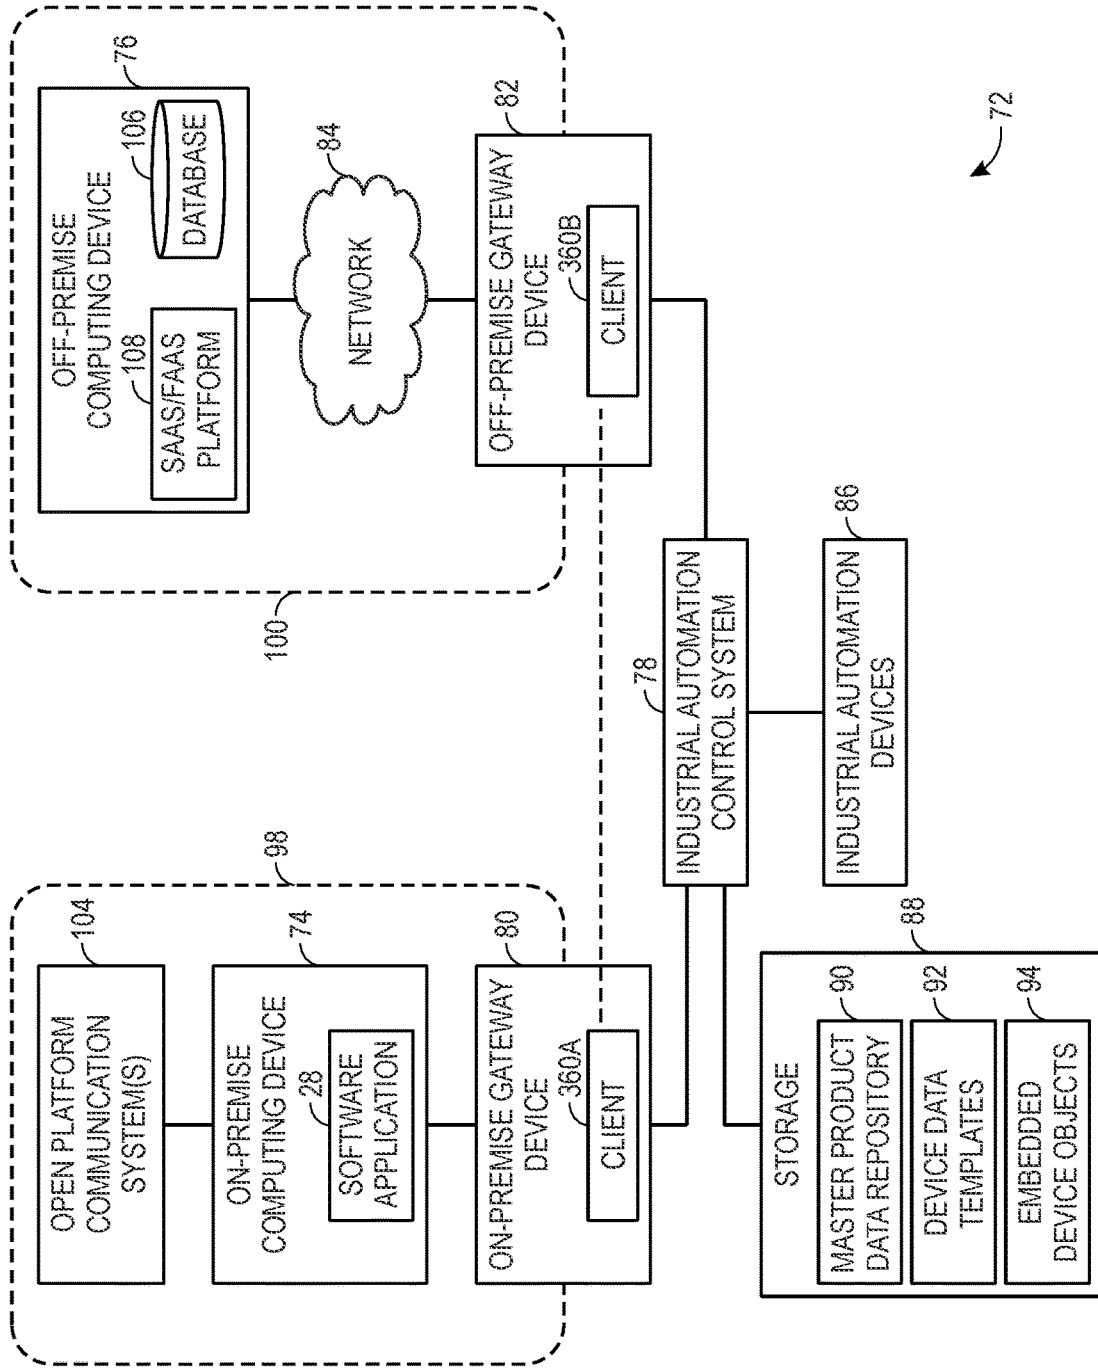 104
OPEN PLATFORM
COMMUNICATION
SYSTEM(S)
98
74
ON-PREMISE
COMPUTING DEVICE
28
SOFTWARE
APPLICATION
80
ON-PREMISE GATEWAY
DEVICE
360A
CLIENT
100
76
OFF-PREMISE
COMPUTING DEVICE
108
SAAS/FAAS
PLATFORM
106
DATABASE
84
NETWORK
82
OFF-PREMISE GATEWAY
DEVICE
360B
CLIENT
78
INDUSTRIAL AUTOMATION
CONTROL SYSTEM
86
INDUSTRIAL AUTOMATION
DEVICES
88
STORAGE
90
MASTER PRODUCT
DATA REPOSITORY
92
DEVICE DATA
TEMPLATES
94
EMBEDDED
DEVICE OBJECTS
72